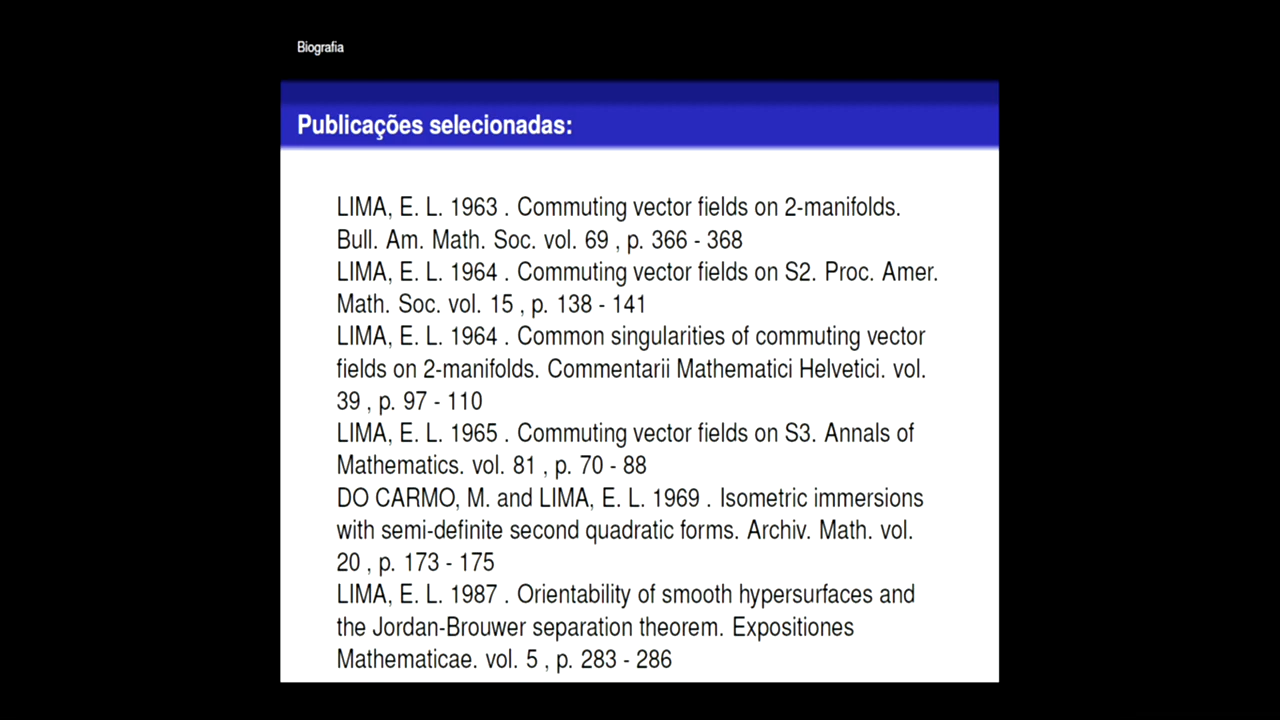 Biografia
Publicações selecionadas:
LIMA, E. L. 1963 . Commuting vector fields on 2-manifolds.
Bull. Am. Math. Soc. vol. 69 , p. 366 - 368
LIMA, E. L. 1964 . Commuting vector fields on S2. Proc. Amer.
Math. Soc. vol. 15 , p. 138 - 141
LIMA, E. L. 1964 . Common singularities of commuting vector
fields on 2-manifolds. Commentarii Mathematici Helvetici. vol.
39 , p. 97 - 110
LIMA, E. L. 1965 . Commuting vector fields on S3. Annals of
Mathematics. vol. 81 , p. 70 - 88
DO CARMO, M. and LIMA, E. L. 1969 . Isometric immersions
with semi-definite second quadratic forms. Archiv. Math. vol.
20 , p. 173 - 175
LIMA, E. L. 1987 . Orientability of smooth hypersurfaces and
the Jordan-Brouwer separation theorem. Expositiones
Mathematicae. vol. 5 , p. 283 - 286